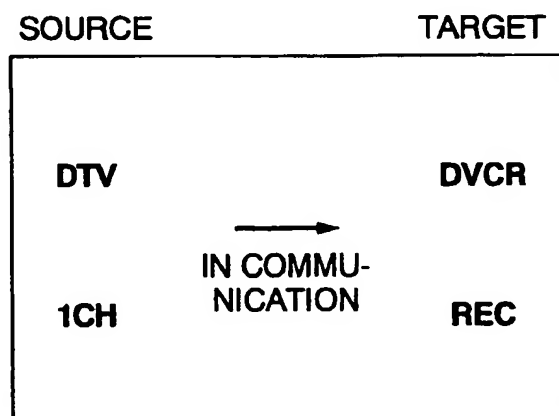 SOURCE TARGET
DTV DVCR
IN COMMU-
NICATION
1CH REC